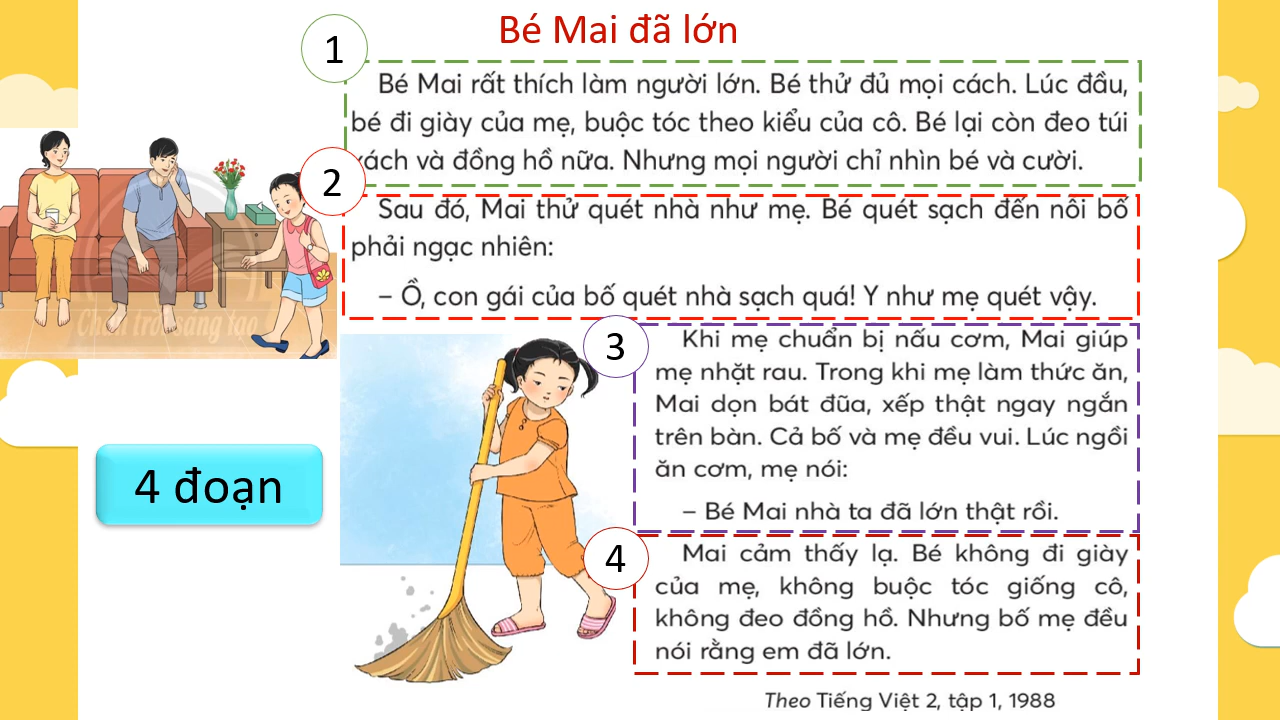 Bé Mai đã lớn
1
Bé Mai rất thích làm người lớn. Bé thử đủ mọi cách. Lúc đầu,
bé đi giày của mẹ, buộc tóc theo kiểu của cô. Bé lại còn đeo túi
xách và đồng hồ nữa. Nhưng mọi người chỉ nhìn bé và cười.
2
Sau đó, Mai thử quét nhà như mẹ. Bé quét sạch đến nỗi bố
phải ngạc nhiên:
– Ồ, con gái của bố quét nhà sạch quá! Y như mẹ quét vậy.
Chân trời sáng tạo
3
Khi mẹ chuẩn bị nấu cơm, Mai giúp
mẹ nhặt rau. Trong khi mẹ làm thức ăn,
Mai dọn bát đũa, xếp thật ngay ngắn
trên bàn. Cả bố và mẹ đều vui. Lúc ngồi
ăn cơm, mẹ nói:
– Bé Mai nhà ta đã lớn thật rồi.
4 đoạn
4
Mai cảm thấy lạ. Bé không đi giày
của mẹ, không buộc tóc giống cô,
không đeo đồng hồ. Nhưng bố mẹ đều
nói rằng em đã lớn.
Theo Tiếng Việt 2, tập 1, 1988